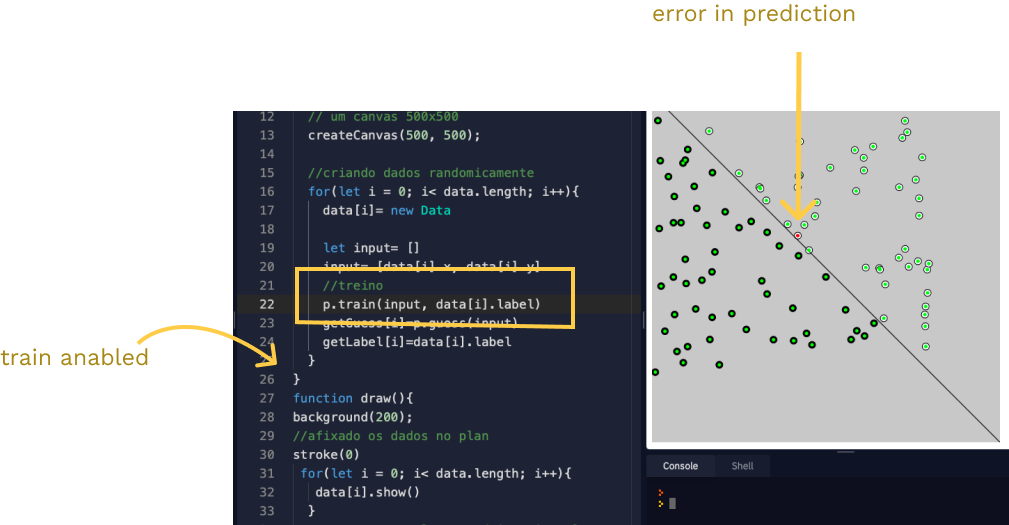 error in prediction
12 // um canvas 500x500
13 createCanvas(500, 500);
14
15 //criando dados randomicamente
16 for(let i = 0; i< data.length; i++){
17 data[i]= new Data
18
19 let input= []
20 input= [data[i].x, data[i].y]
21 //treino
22 p.train(input, data[i].label)
23 getGuess[i]=p.guess(input)
24 getLabel[i]=data[i].label
}
26 }
27 function draw(){
28 background(200);
29 //afixado os dados no plan
30 stroke(0)
31 for(let i = 0; i< data.length; i++){
32 data[i].show()
33 }
train anabled
Console Shell